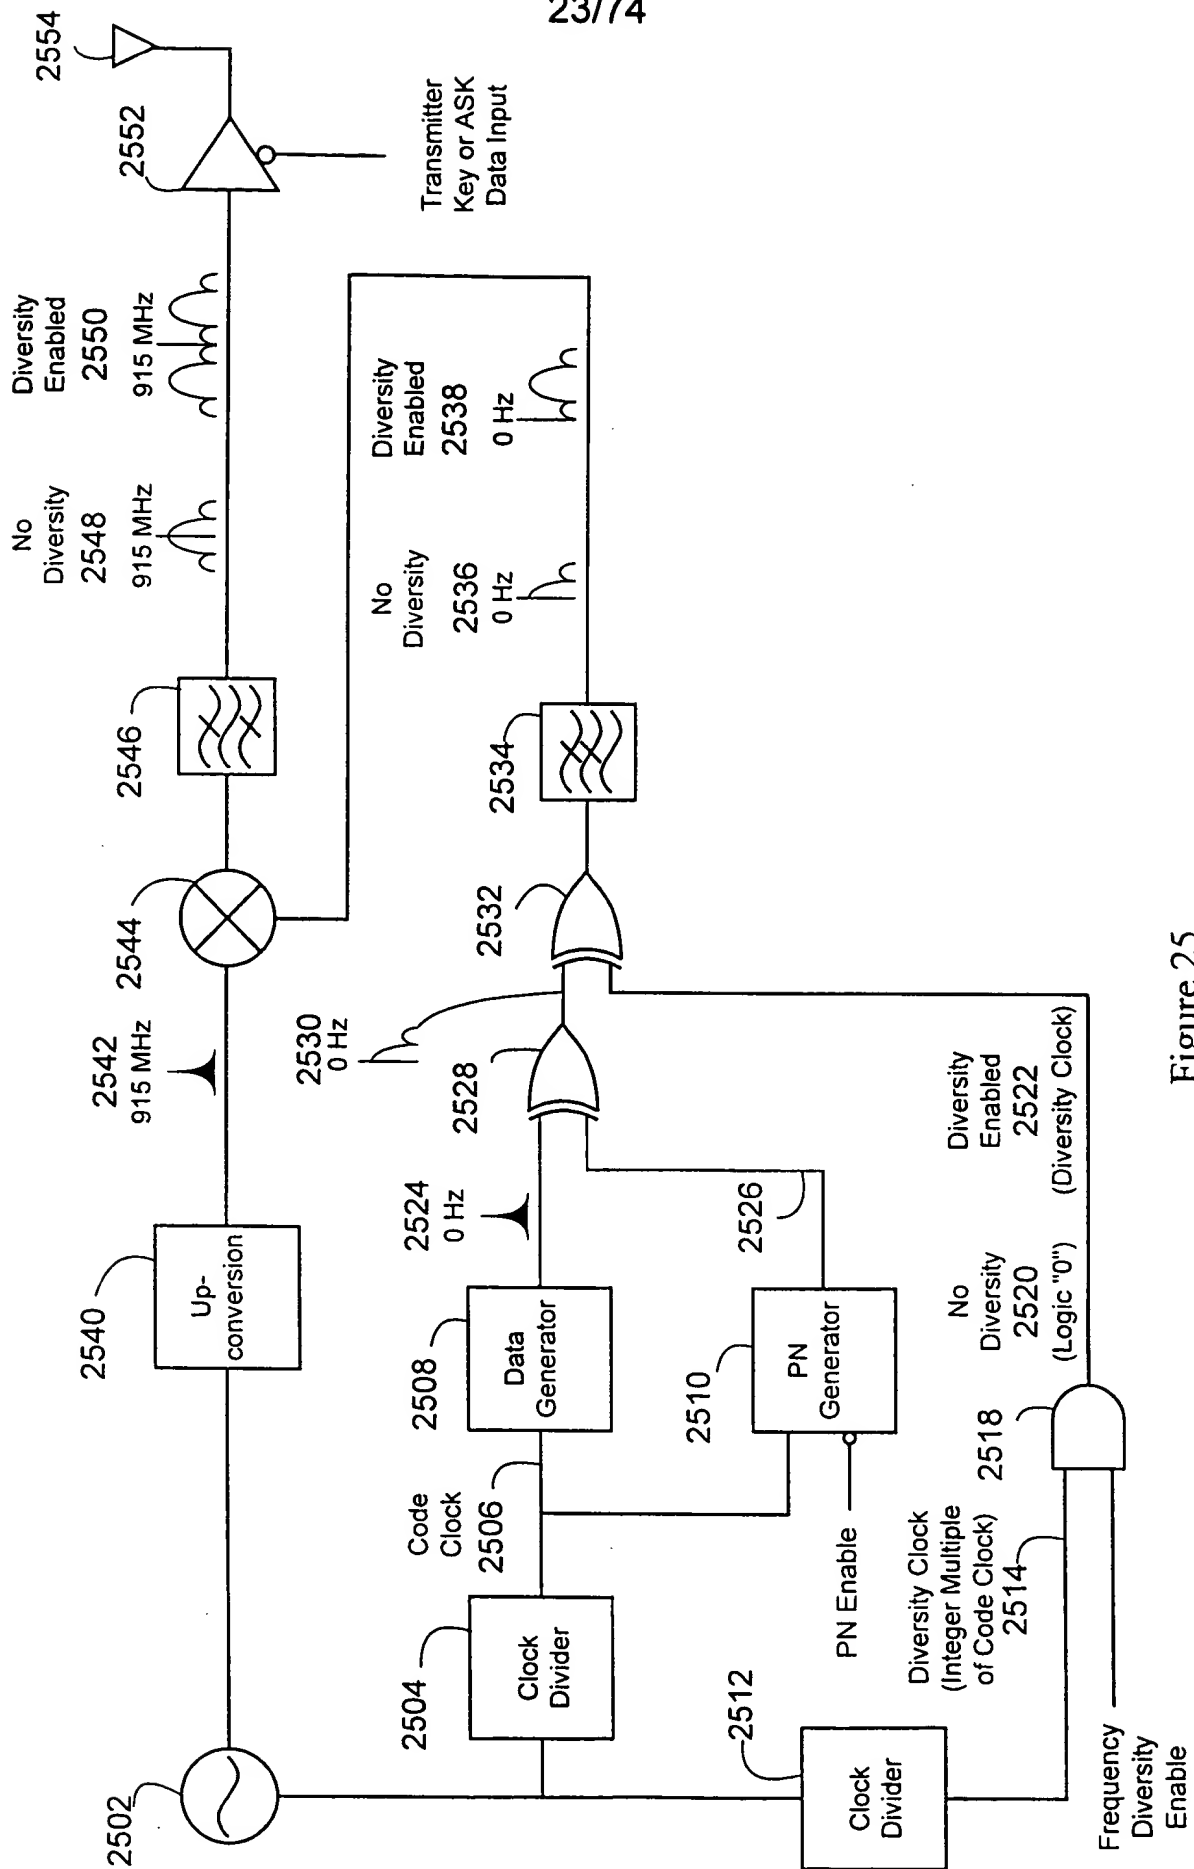 23/74
2502
2540
Up-
conversion
2542
915 MHz
2544
2546
No
Diversity
2548
915 MHz
Diversity
Enabled
2550
915 MHz
2552
2554
Transmitter
Key or ASK
Data Input
2504
Clock
Divider
Code
Clock
2506
2508
Data
Generator
2524
0 Hz
2528
2530
0 Hz
2532
2534
No
Diversity
2536
0 Hz
Diversity
Enabled
2538
0 Hz
2510
PN
Generator
PN Enable
2526
2512
Clock
Divider
Diversity Clock
(Integer Multiple
of Code Clock)
2514
Frequency
Diversity
Enable
2518
No
Diversity
2520
(Logic "0")
Diversity
Enabled
2522
(Diversity Clock)
Figure 25